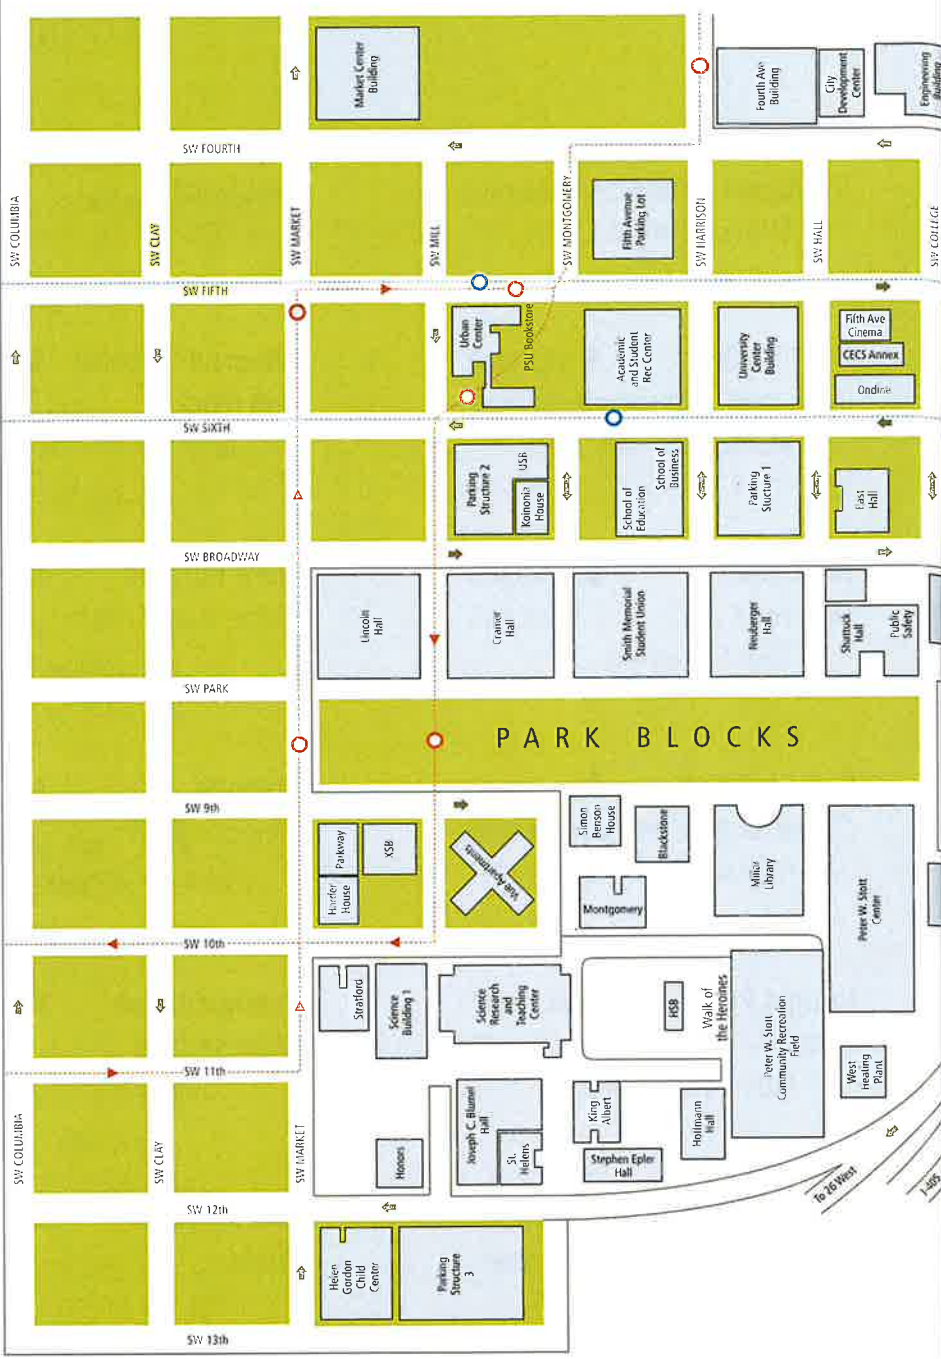 Market Center
Building
Fourth Ave
Building
City
Development
Center
Engineering
Building
SW FOURTH
SW COLUMBIA
SW CLAY
SW MARKET
SW MILL
SW MONTGOMERY
Fifth Avenue
Parking Lot
SW HARRISON
SW HALL
SW COLLEGE
SW FIFTH
Urban
Center
PSU Bookstore
Academic
and Student
Rec Center
University
Center
Building
Fifth Ave
Cinema
CECS Annex
Ondine
SW SIXTH
Parking
Structure 2
USB
Koinonia
House
School of
Education
School of
Business
Parking
Stucture 1
East
Hall
SW BROADWAY
Lincoln
Hall
Cramer
Hall
Smith Memorial
Student Union
Neuberger
Hall
Shattuck
Hall
Public
Safety
SW PARK
PARK BLOCKS
SW 9th
Parkway
XSB
Harder
House
Vue Apartments
Simon
Benson
House
Blackstone
Montgomery
Millar
Library
Peter W. Stott
Center
SW 10th
Stratford
Science
Building 1
Science
Research
and
Teaching
Center
HSB
Walk of
the Heroines
Peter W. Stott
Community Recreation
Field
West
Heating
Plant
SW 11th
SW COLUMBIA
SW CLAY
SW MARKET
Honors
Joseph C. Blumel
Hall
St.
Helens
King
Albert
Stephen Epler
Hall
Hoffmann
Hall
To 26 West
I-405
SW 12th
Helen
Gordon
Child
Center
Parking
Structure
3
SW 13th